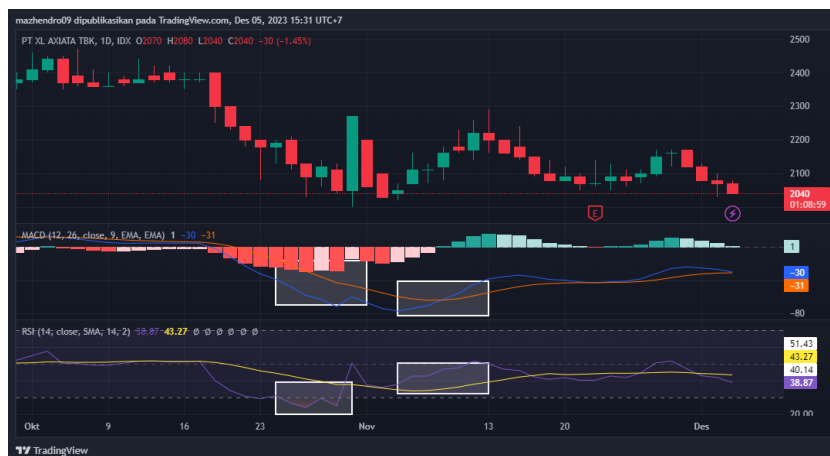 mazhendro09 dipublikasikan pada TradingView.com, Des 05, 2023 15:31 UTC+7
PT XL AXIATA TBK, 1D, IDX O2070 H2080 L2040 C2040 −30 (−1.45%)
2500
2400
2300
2200
2100
2040
01:08:59
E
MACD (12, 26, close, 9, EMA, EMA) 1 −30 −31
1
−30
−31
−80
RSI (14, close, SMA, 14, 2) 38.87 43.27 Ø Ø Ø Ø Ø Ø
51.43
43.27
40.14
38.87
20.00
Okt 9 16 23 Nov 13 20 Des
TradingView